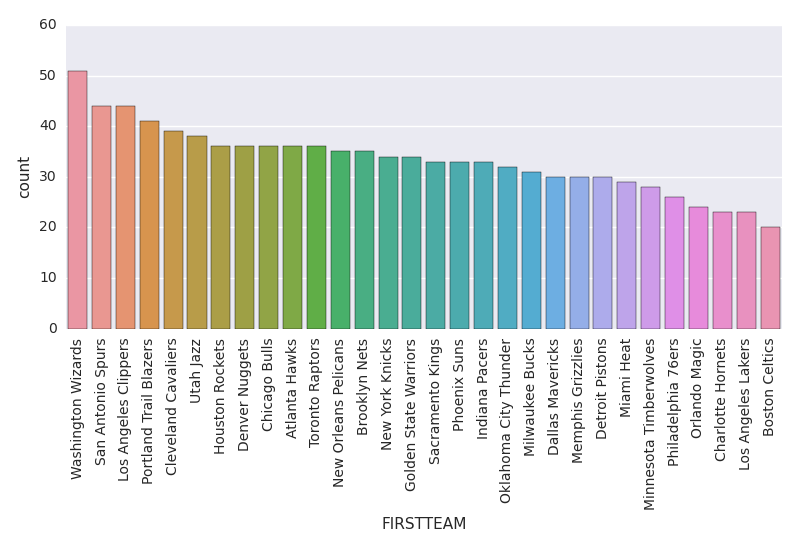 60
50
40
30
20
10
0
count
Washington Wizards
San Antonio Spurs
Los Angeles Clippers
Portland Trail Blazers
Cleveland Cavaliers
Utah Jazz
Houston Rockets
Denver Nuggets
Chicago Bulls
Atlanta Hawks
Toronto Raptors
New Orleans Pelicans
Brooklyn Nets
New York Knicks
Golden State Warriors
Sacramento Kings
Phoenix Suns
Indiana Pacers
Oklahoma City Thunder
Milwaukee Bucks
Dallas Mavericks
Memphis Grizzlies
Detroit Pistons
Miami Heat
Minnesota Timberwolves
Philadelphia 76ers
Orlando Magic
Charlotte Hornets
Los Angeles Lakers
Boston Celtics
FIRSTTEAM